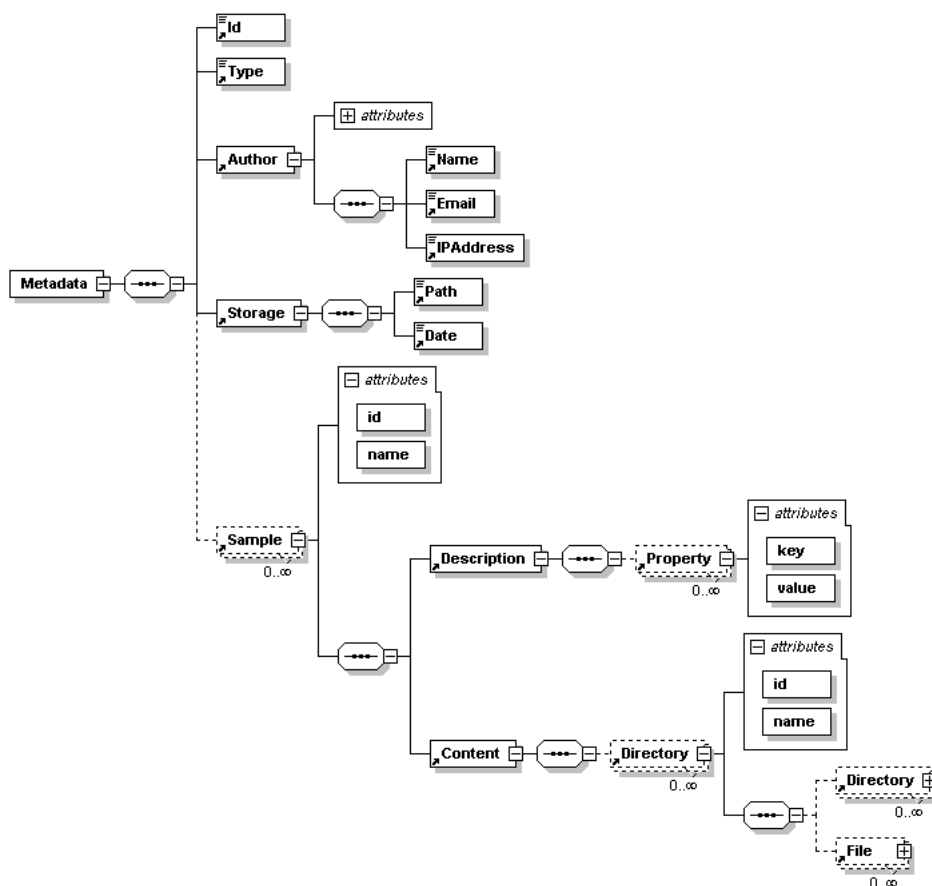 Id
Type
attributes
Author
Name
Email
IPAddress
Metadata
Storage
Path
Date
attributes
id
name
Sample
0..∞
Description
Property
0..∞
attributes
key
value
attributes
id
name
Content
Directory
0..∞
Directory
0..∞
File
0..∞